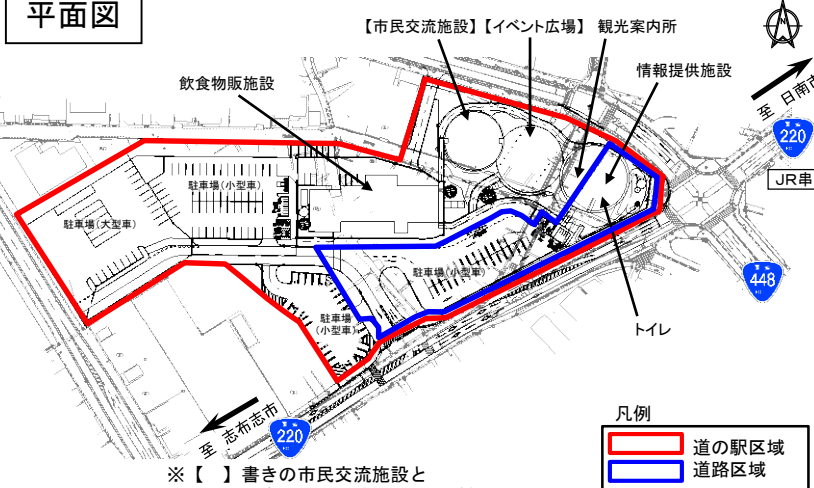 平面図
【市民交流施設】【イベント広場】 観光案内所
情報提供施設
飲食物販施設
至 日南市
220
JR串
駐車場(小型車)
駐車場(大型車)
駐車場(小型車)
448
駐車場
(小型車)
トイレ
至 志布志市
220
凡例
道の駅区域
道路区域
※【 】書きの市民交流施設と